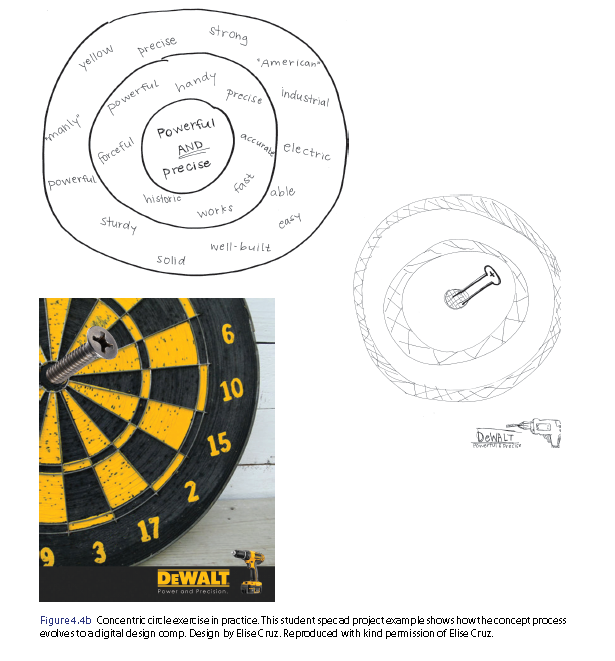 yellow
precise
strong
"American"
powerful
handy
precise
industrial
"manly"
forceful
Powerful
AND
precise
accurate
electric
powerful
historic
works
fast
able
sturdy
easy
well-built
solid
6
10
15
2
17
3
9
DEWALT
Power and Precision.
DEWALT
Powerful & Precise
Figure 4.4b Concentric circle exercise in practice. This student spec ad project example shows how the concept process
evolves to a digital design comp. Design by Elise Cruz. Reproduced with kind permission of Elise Cruz.